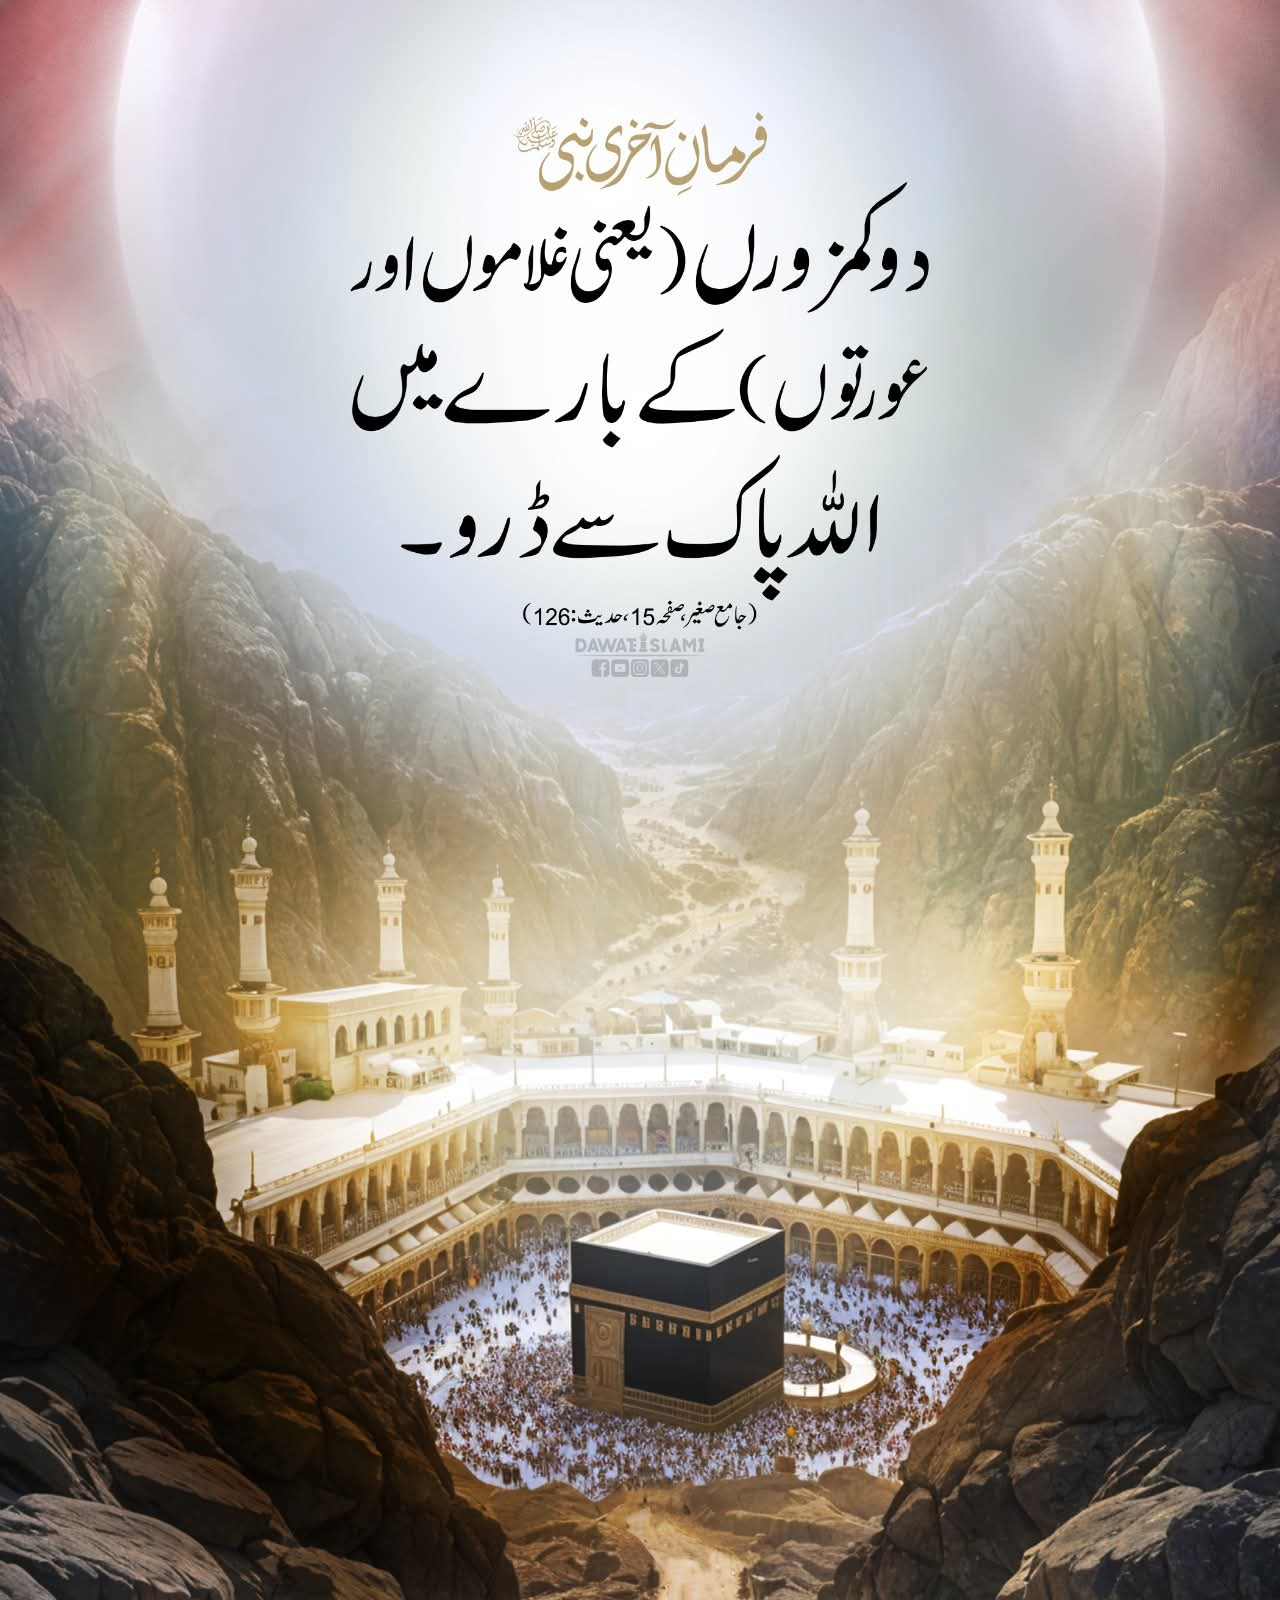 فرمانِ آخری نبی ﷺ
دو کمزورں (یعنی غلاموں اور
عورتوں) کے بارے میں
اللہ پاک سے ڈرو۔
(جامع صغیر، صفحہ 15، حدیث: 126)
DAWATEISLAMI